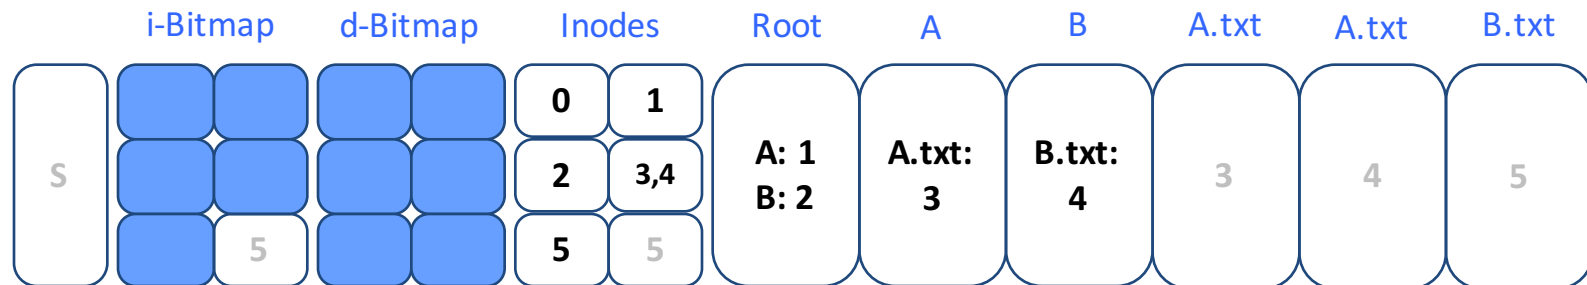 i-Bitmap d-Bitmap Inodes Root A B A.txt A.txt B.txt
S
0 1
2 3,4
5 5 5
A: 1
B: 2
A.txt:
3
B.txt:
4
3
4
5